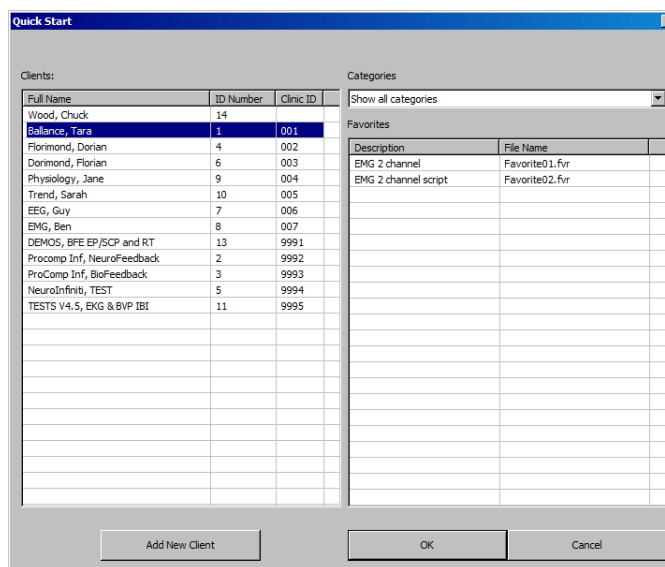 Quick Start
Clients:
Full Name ID Number Clinic ID
Wood, Chuck 14
Ballance, Tara 1 001
Florimond, Dorian 4 002
Dorimond, Florian 6 003
Physiology, Jane 9 004
Trend, Sarah 10 005
EEG, Guy 7 006
EMG, Ben 8 007
DEMOS, BFE EP/SCP and RT 13 9991
Procomp Inf, NeuroFeedback 2 9992
ProComp Inf, BioFeedback 3 9993
NeuroInfiniti, TEST 5 9994
TESTS V4.5, EKG & BVP IBI 11 9995
Add New Client
Categories
Show all categories
Favorites
Description File Name
EMG 2 channel Favorite01.fvr
EMG 2 channel script Favorite02.fvr
OK Cancel